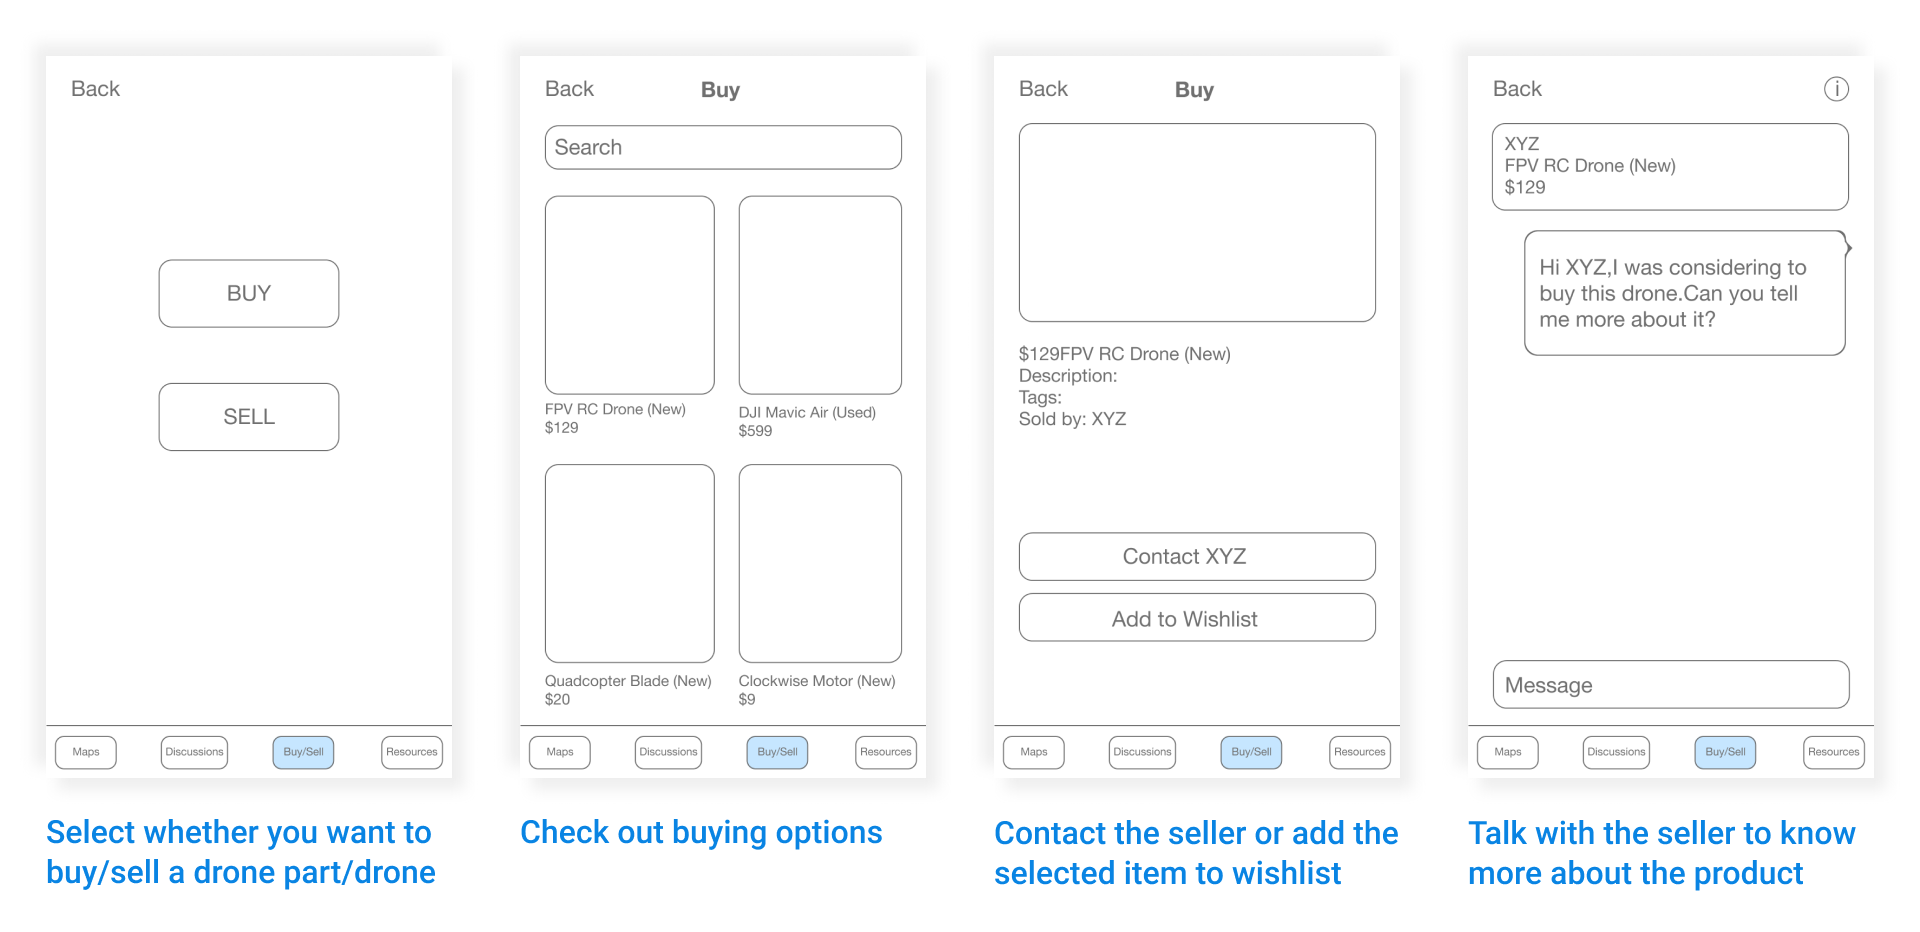 Back
BUY
SELL
Maps
Discussions
Buy/Sell
Resources
Select whether you want to
buy/sell a drone part/drone
Back
Buy
Search
FPV RC Drone (New)
$129
DJI Mavic Air (Used)
$599
Quadcopter Blade (New)
$20
Clockwise Motor (New)
$9
Maps
Discussions
Buy/Sell
Resources
Check out buying options
Back
Buy
$129FPV RC Drone (New)
Description:
Tags:
Sold by: XYZ
Contact XYZ
Add to Wishlist
Maps
Discussions
Buy/Sell
Resources
Contact the seller or add the
selected item to wishlist
Back
i
XYZ
FPV RC Drone (New)
$129
Hi XYZ,I was considering to
buy this drone.Can you tell
me more about it?
Message
Maps
Discussions
Buy/Sell
Resources
Talk with the seller to know
more about the product